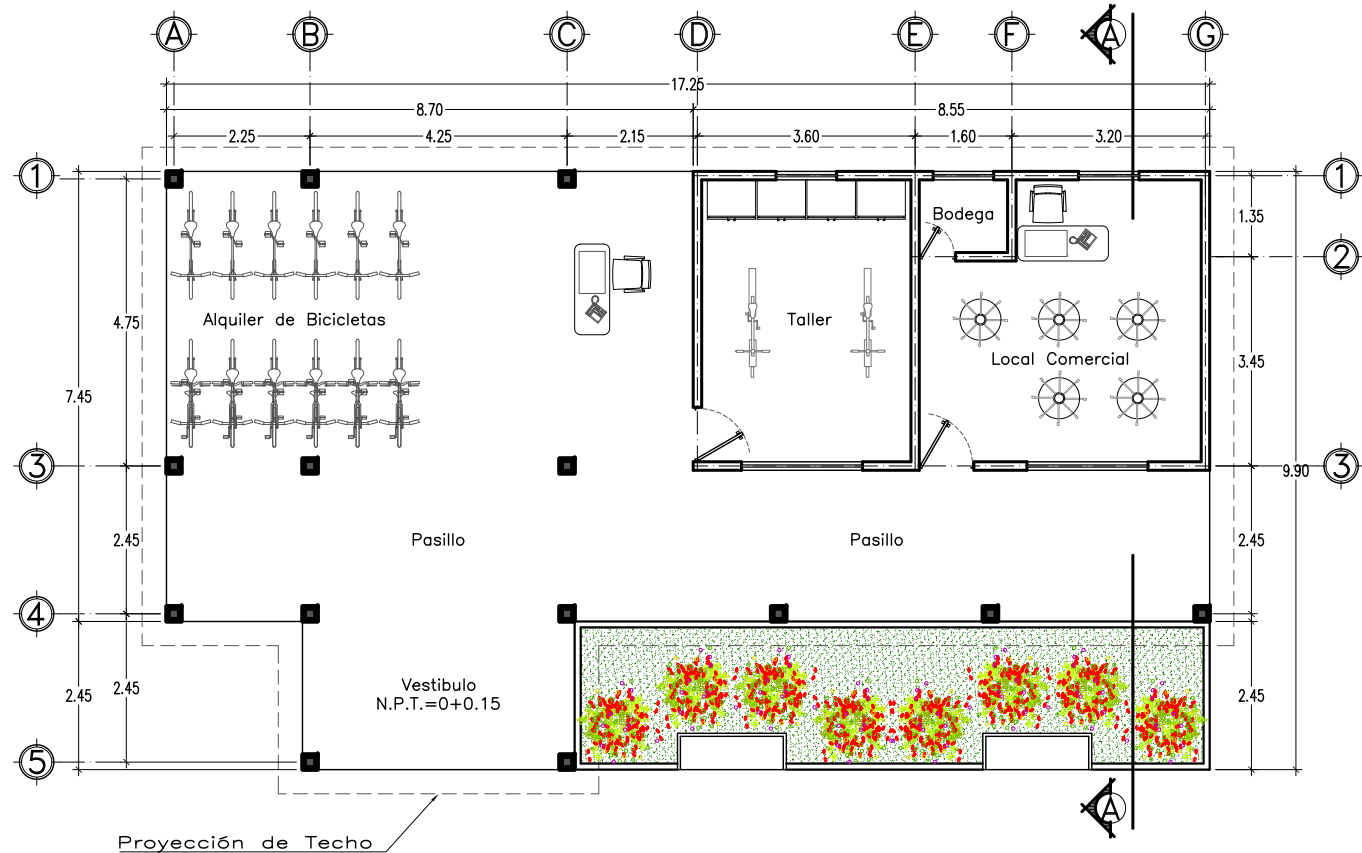 A B C D E F A G
17.25
8.70 8.55
2.25 4.25 2.15 3.60 1.60 3.20
1 1
Bodega
1.35
2 2
4.75
Alquiler de Bicicletas
Taller
Local Comercial
3.45
7.45
3 3
9.90
2.45
Pasillo
Pasillo
2.45
4
Vestibulo
N.P.T.=0+0.15
2.45
2.45
2.45
5
A
Proyección de Techo